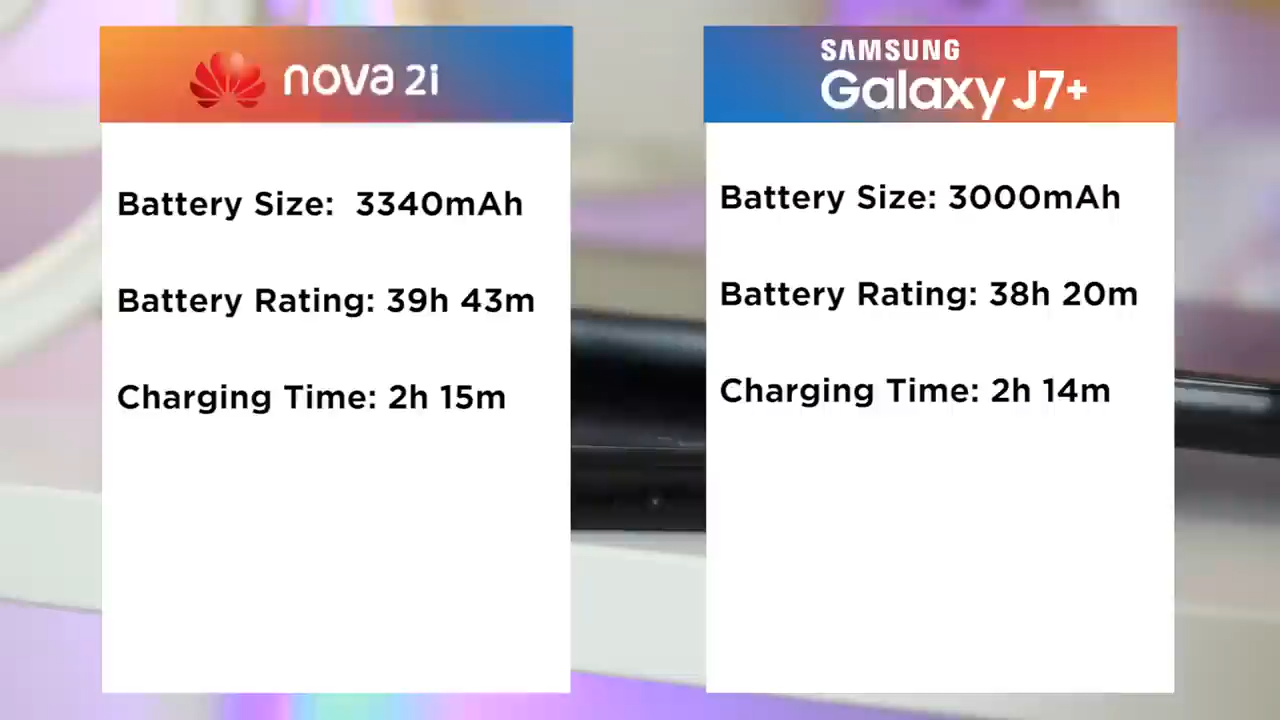 nova 2i
Battery Size: 3340mAh
Battery Rating: 39h 43m
Charging Time: 2h 15m
SAMSUNG
Galaxy J7+
Battery Size: 3000mAh
Battery Rating: 38h 20m
Charging Time: 2h 14m